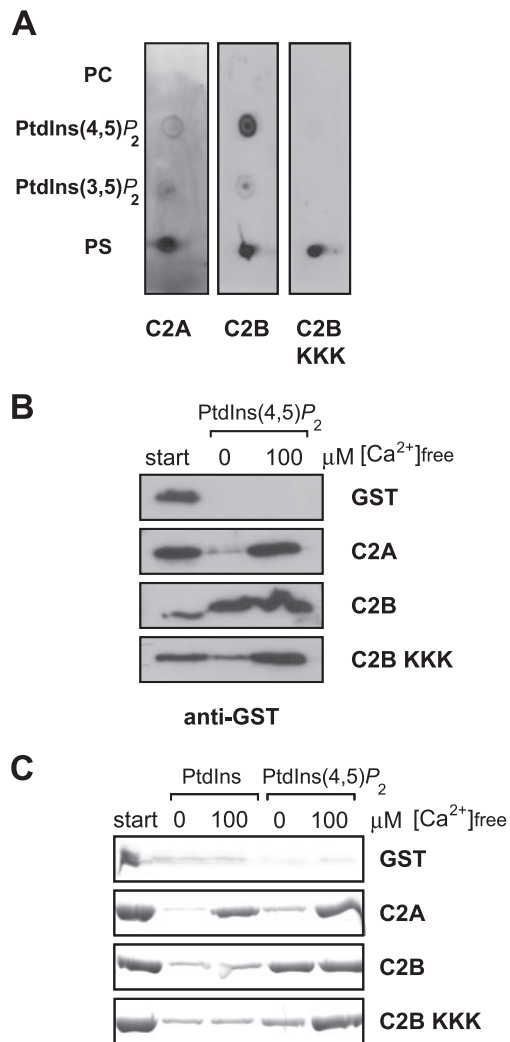 A
PC
PtdIns(4,5)P2
PtdIns(3,5)P2
PS
C2A C2B C2B KKK
B
PtdIns(4,5)P2
start 0 100 μM [Ca2+]free
GST
C2A
C2B
C2B KKK
anti-GST
C
PtdIns PtdIns(4,5)P2
start 0 100 0 100 μM [Ca2+]free
GST
C2A
C2B
C2B KKK